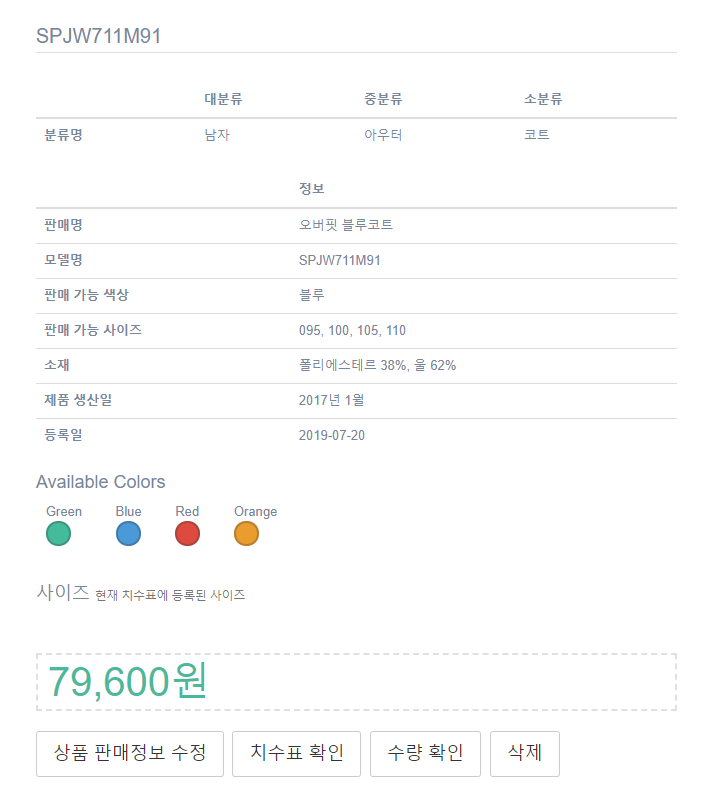 SPJW711M91
대분류 중분류 소분류
분류명 남자 아우터 코트
정보
판매명 오버핏 블루코트
모델명 SPJW711M91
판매 가능 색상 블루
판매 가능 사이즈 095, 100, 105, 110
소재 폴리에스테르 38%, 울 62%
제품 생산일 2017년 1월
등록일 2019-07-20
Available Colors
Green Blue Red Orange
사이즈 현재 치수표에 등록된 사이즈
79,600원
상품 판매정보 수정 치수표 확인 수량 확인 삭제